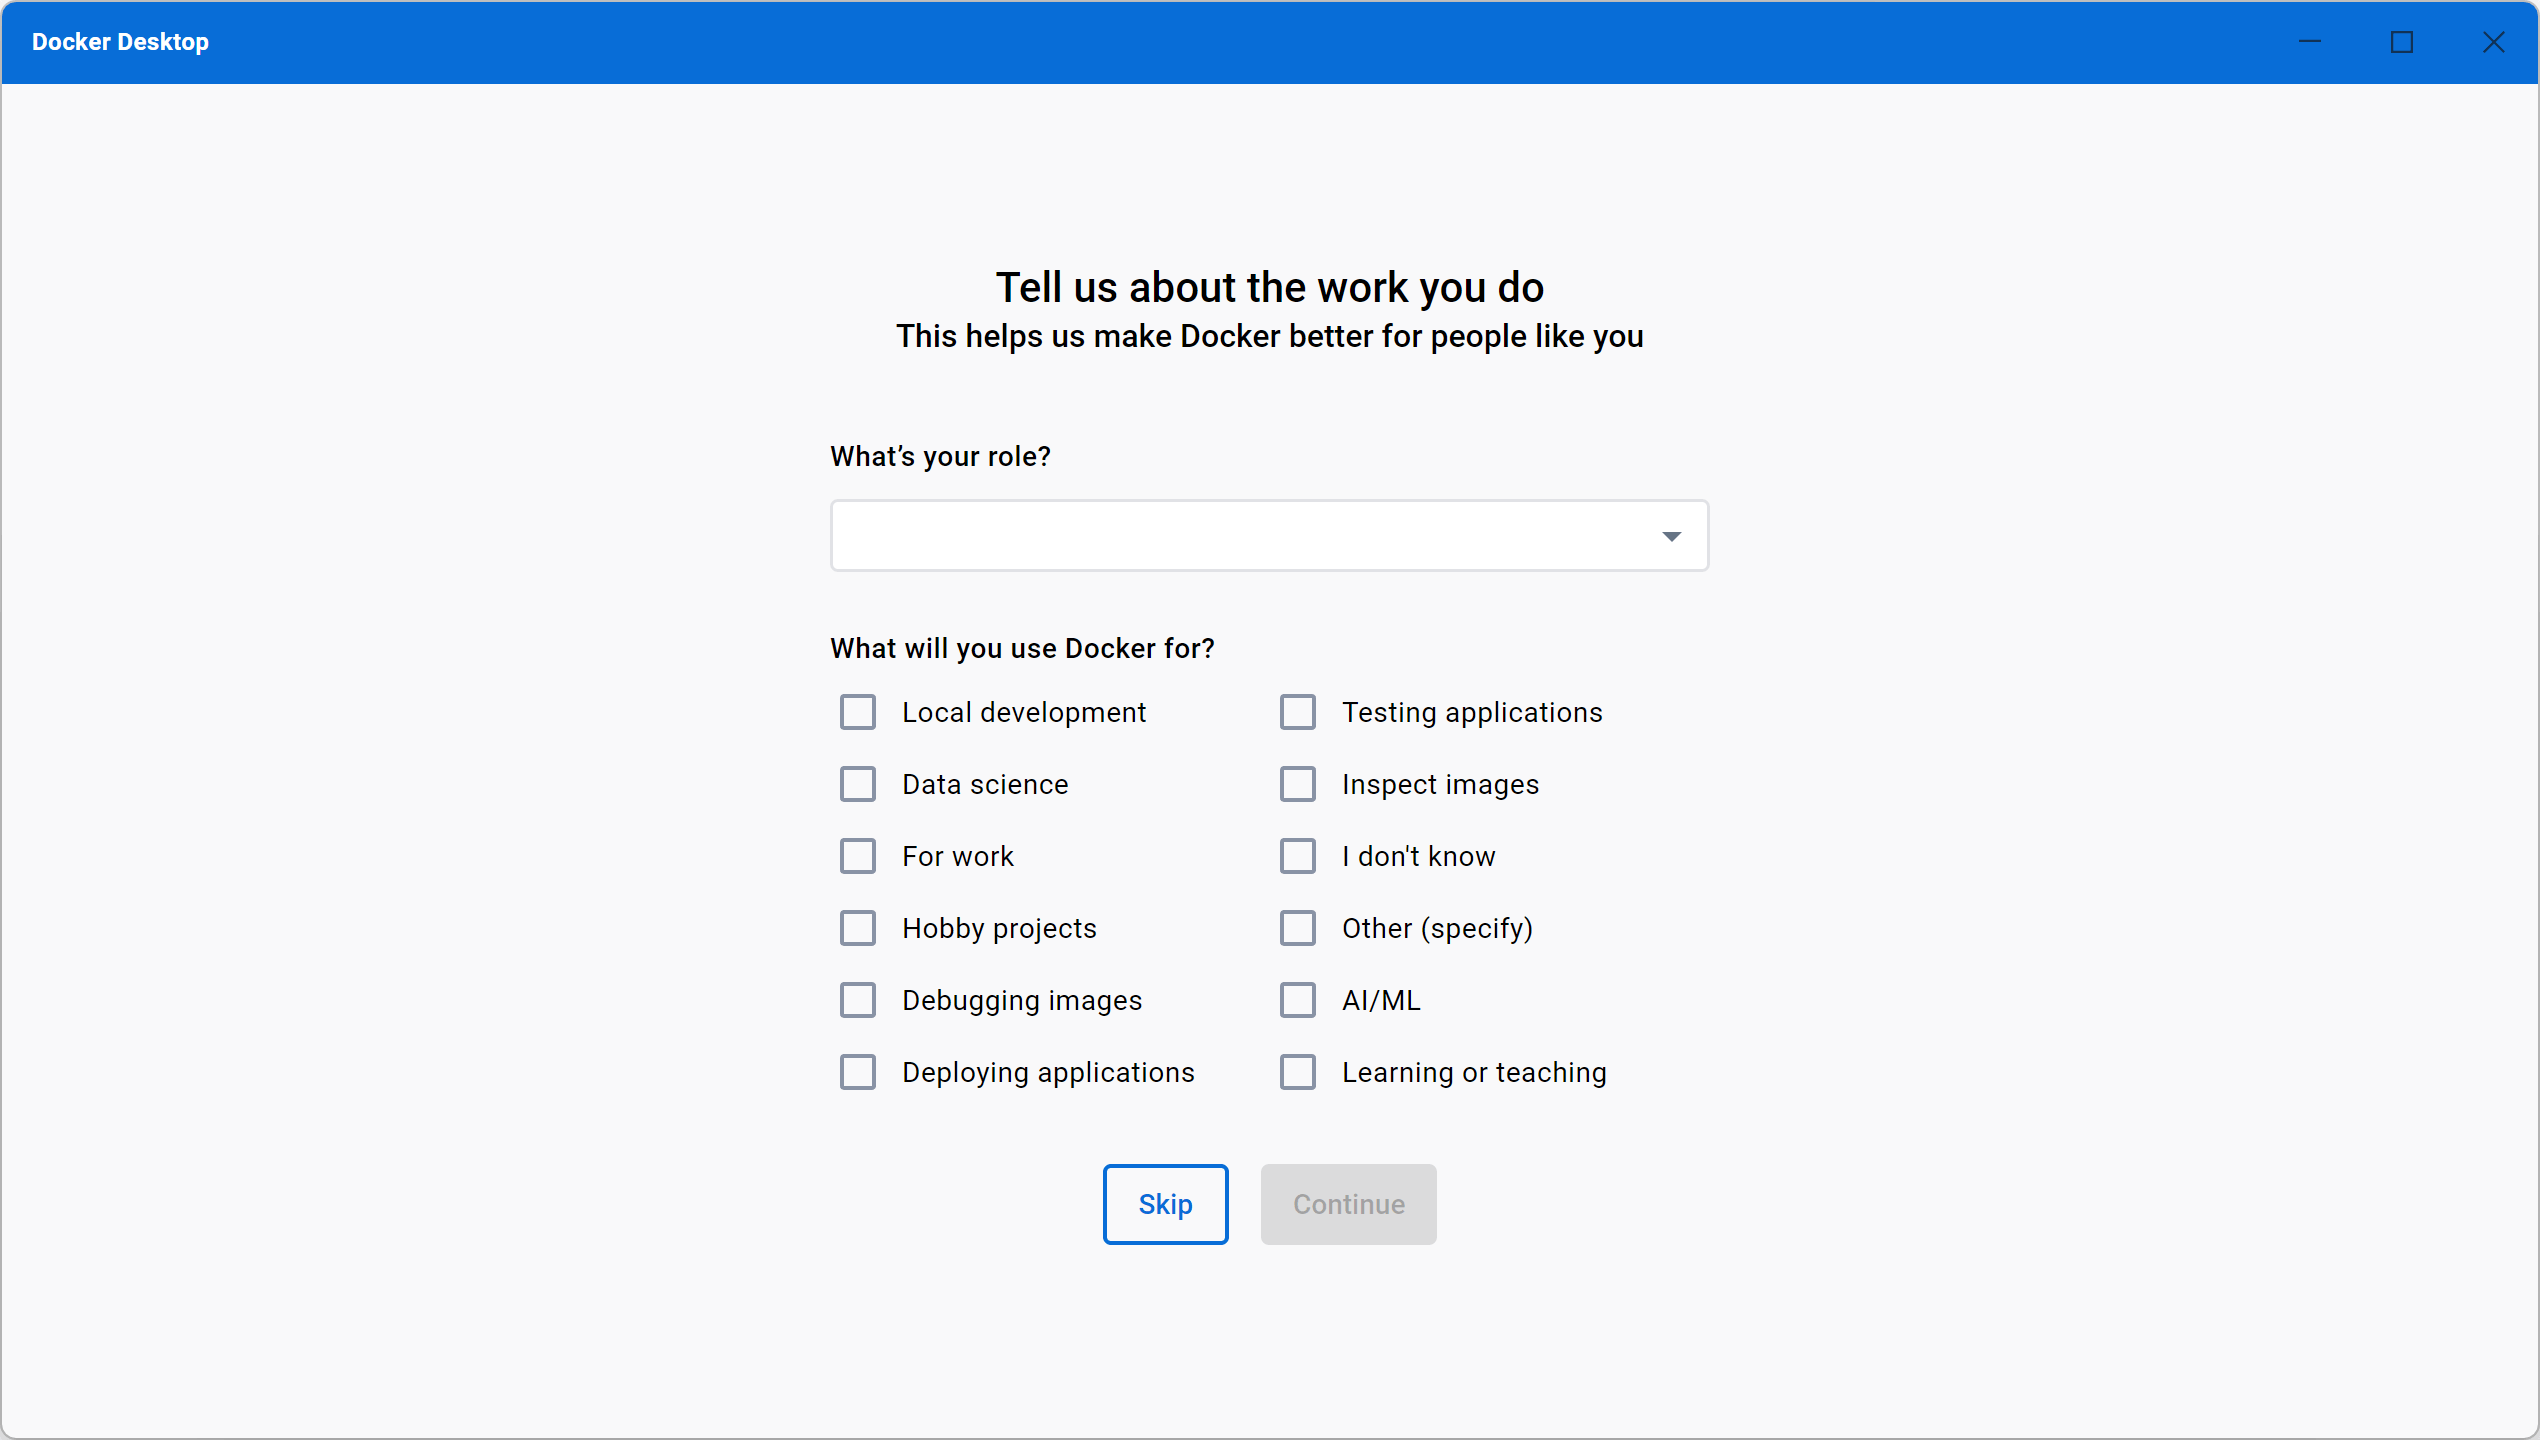 Docker Desktop
Tell us about the work you do
This helps us make Docker better for people like you
What’s your role?
What will you use Docker for?
Local development
Testing applications
Data science
Inspect images
For work
I don't know
Hobby projects
Other (specify)
Debugging images
AI/ML
Deploying applications
Learning or teaching
Skip
Continue